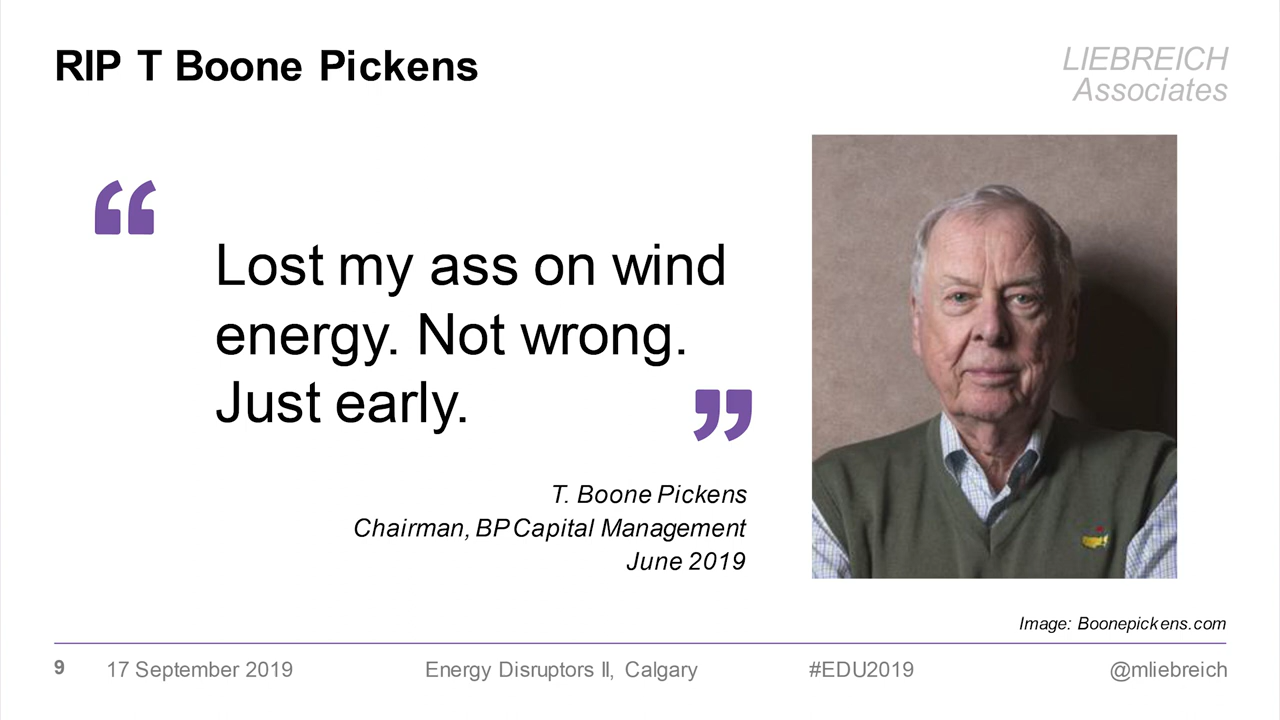 RIP T Boone Pickens
LIEBREICH
Associates
“
Lost my ass on wind
energy. Not wrong.
Just early.
”
T. Boone Pickens
Chairman, BP Capital Management
June 2019
Image: Boonepickens.com
9 17 September 2019 Energy Disruptors II, Calgary #EDU2019 @mliebreich